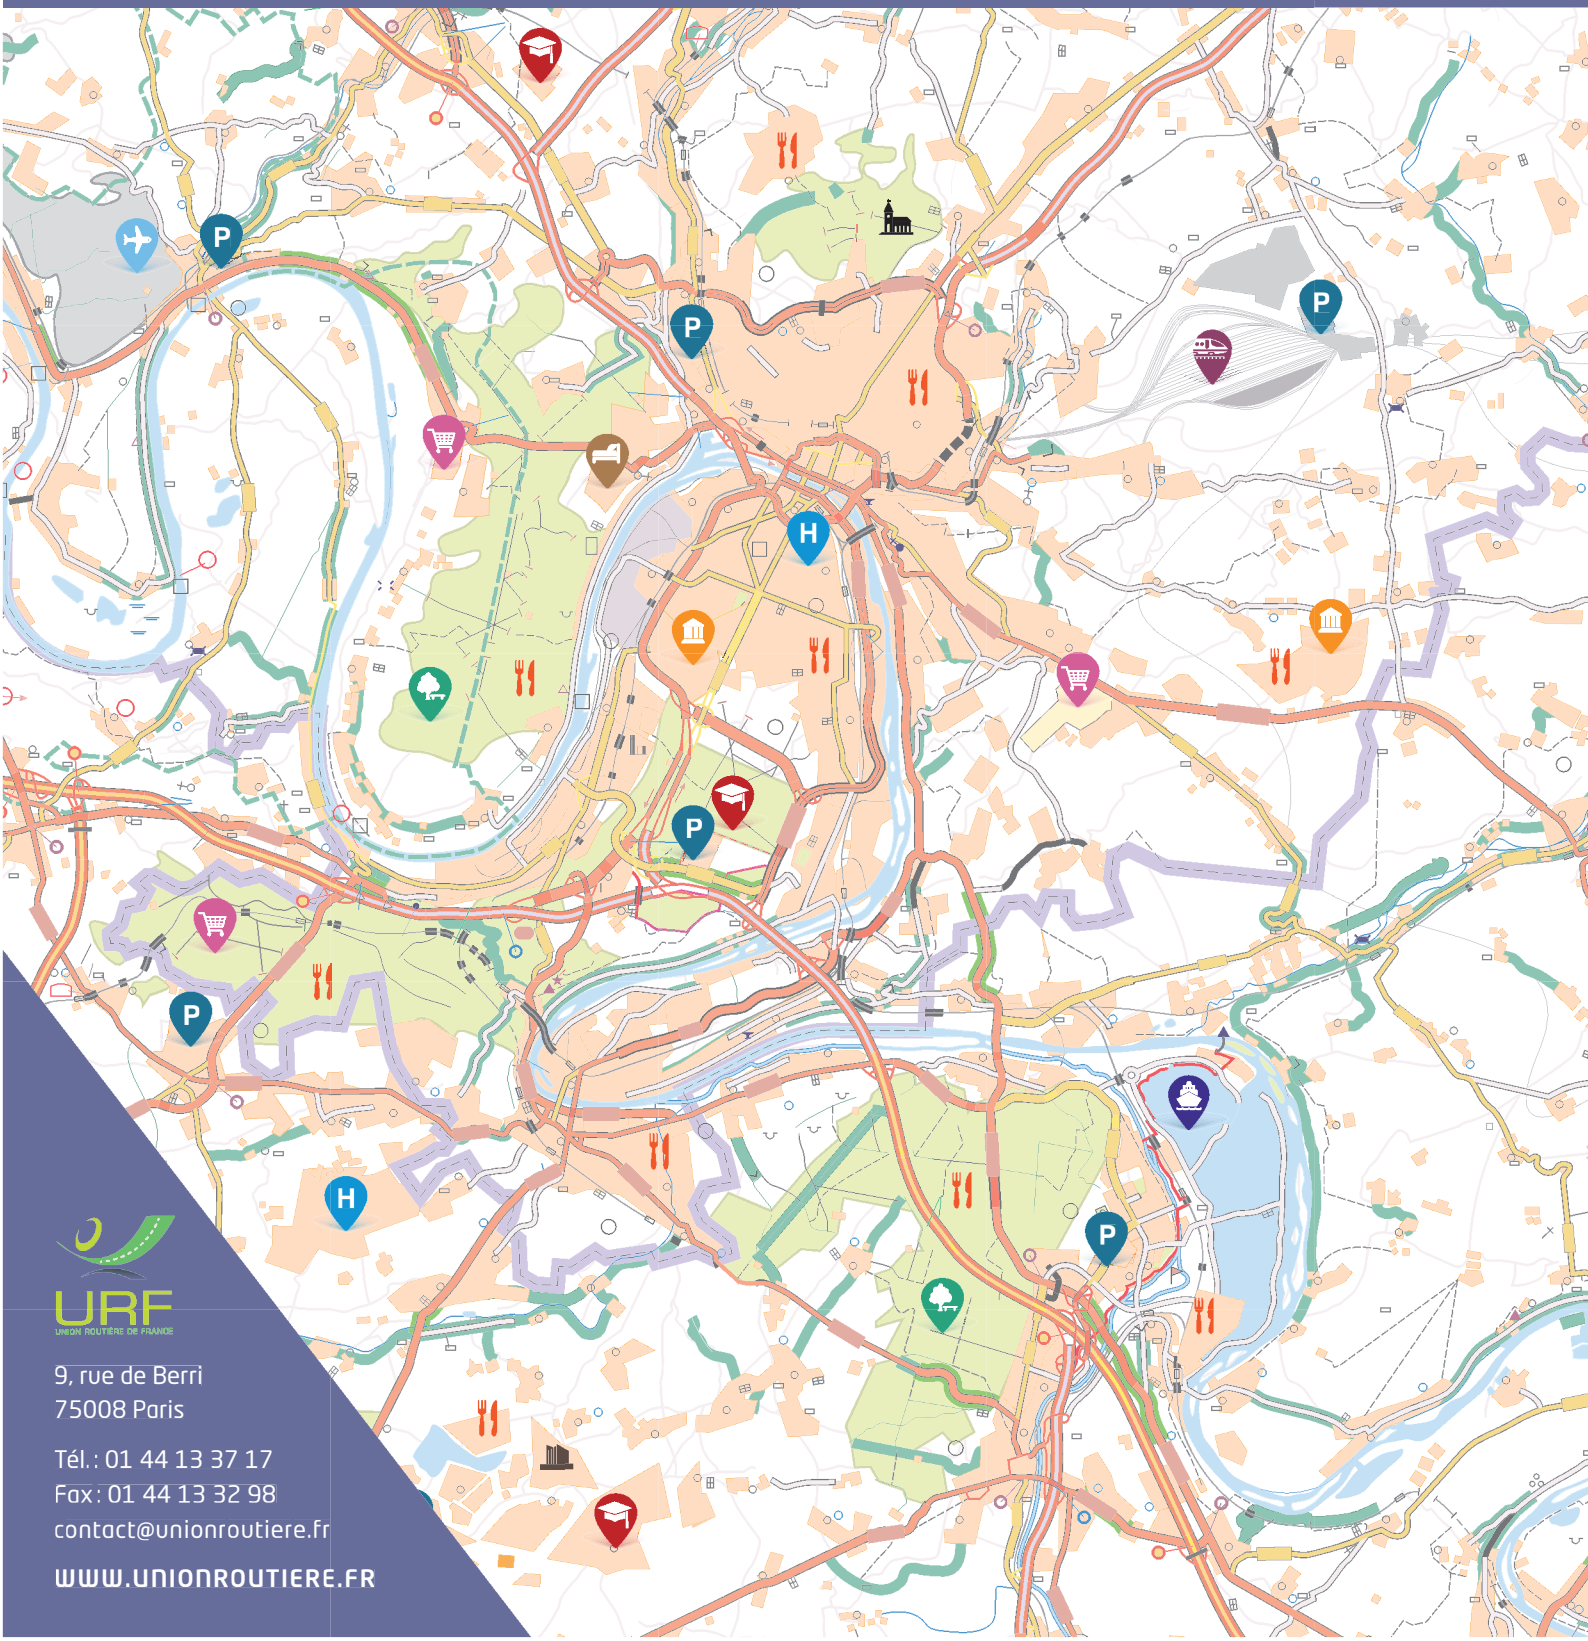 P
P
P
H
P
P
H
P
URF
UNION ROUTIÈRE DE FRANCE
9, rue de Berri
75008 Paris
Tél. : 01 44 13 37 17
Fax : 01 44 13 32 98
contact@unionroutiere.fr
WWW.UNIONROUTIERE.FR